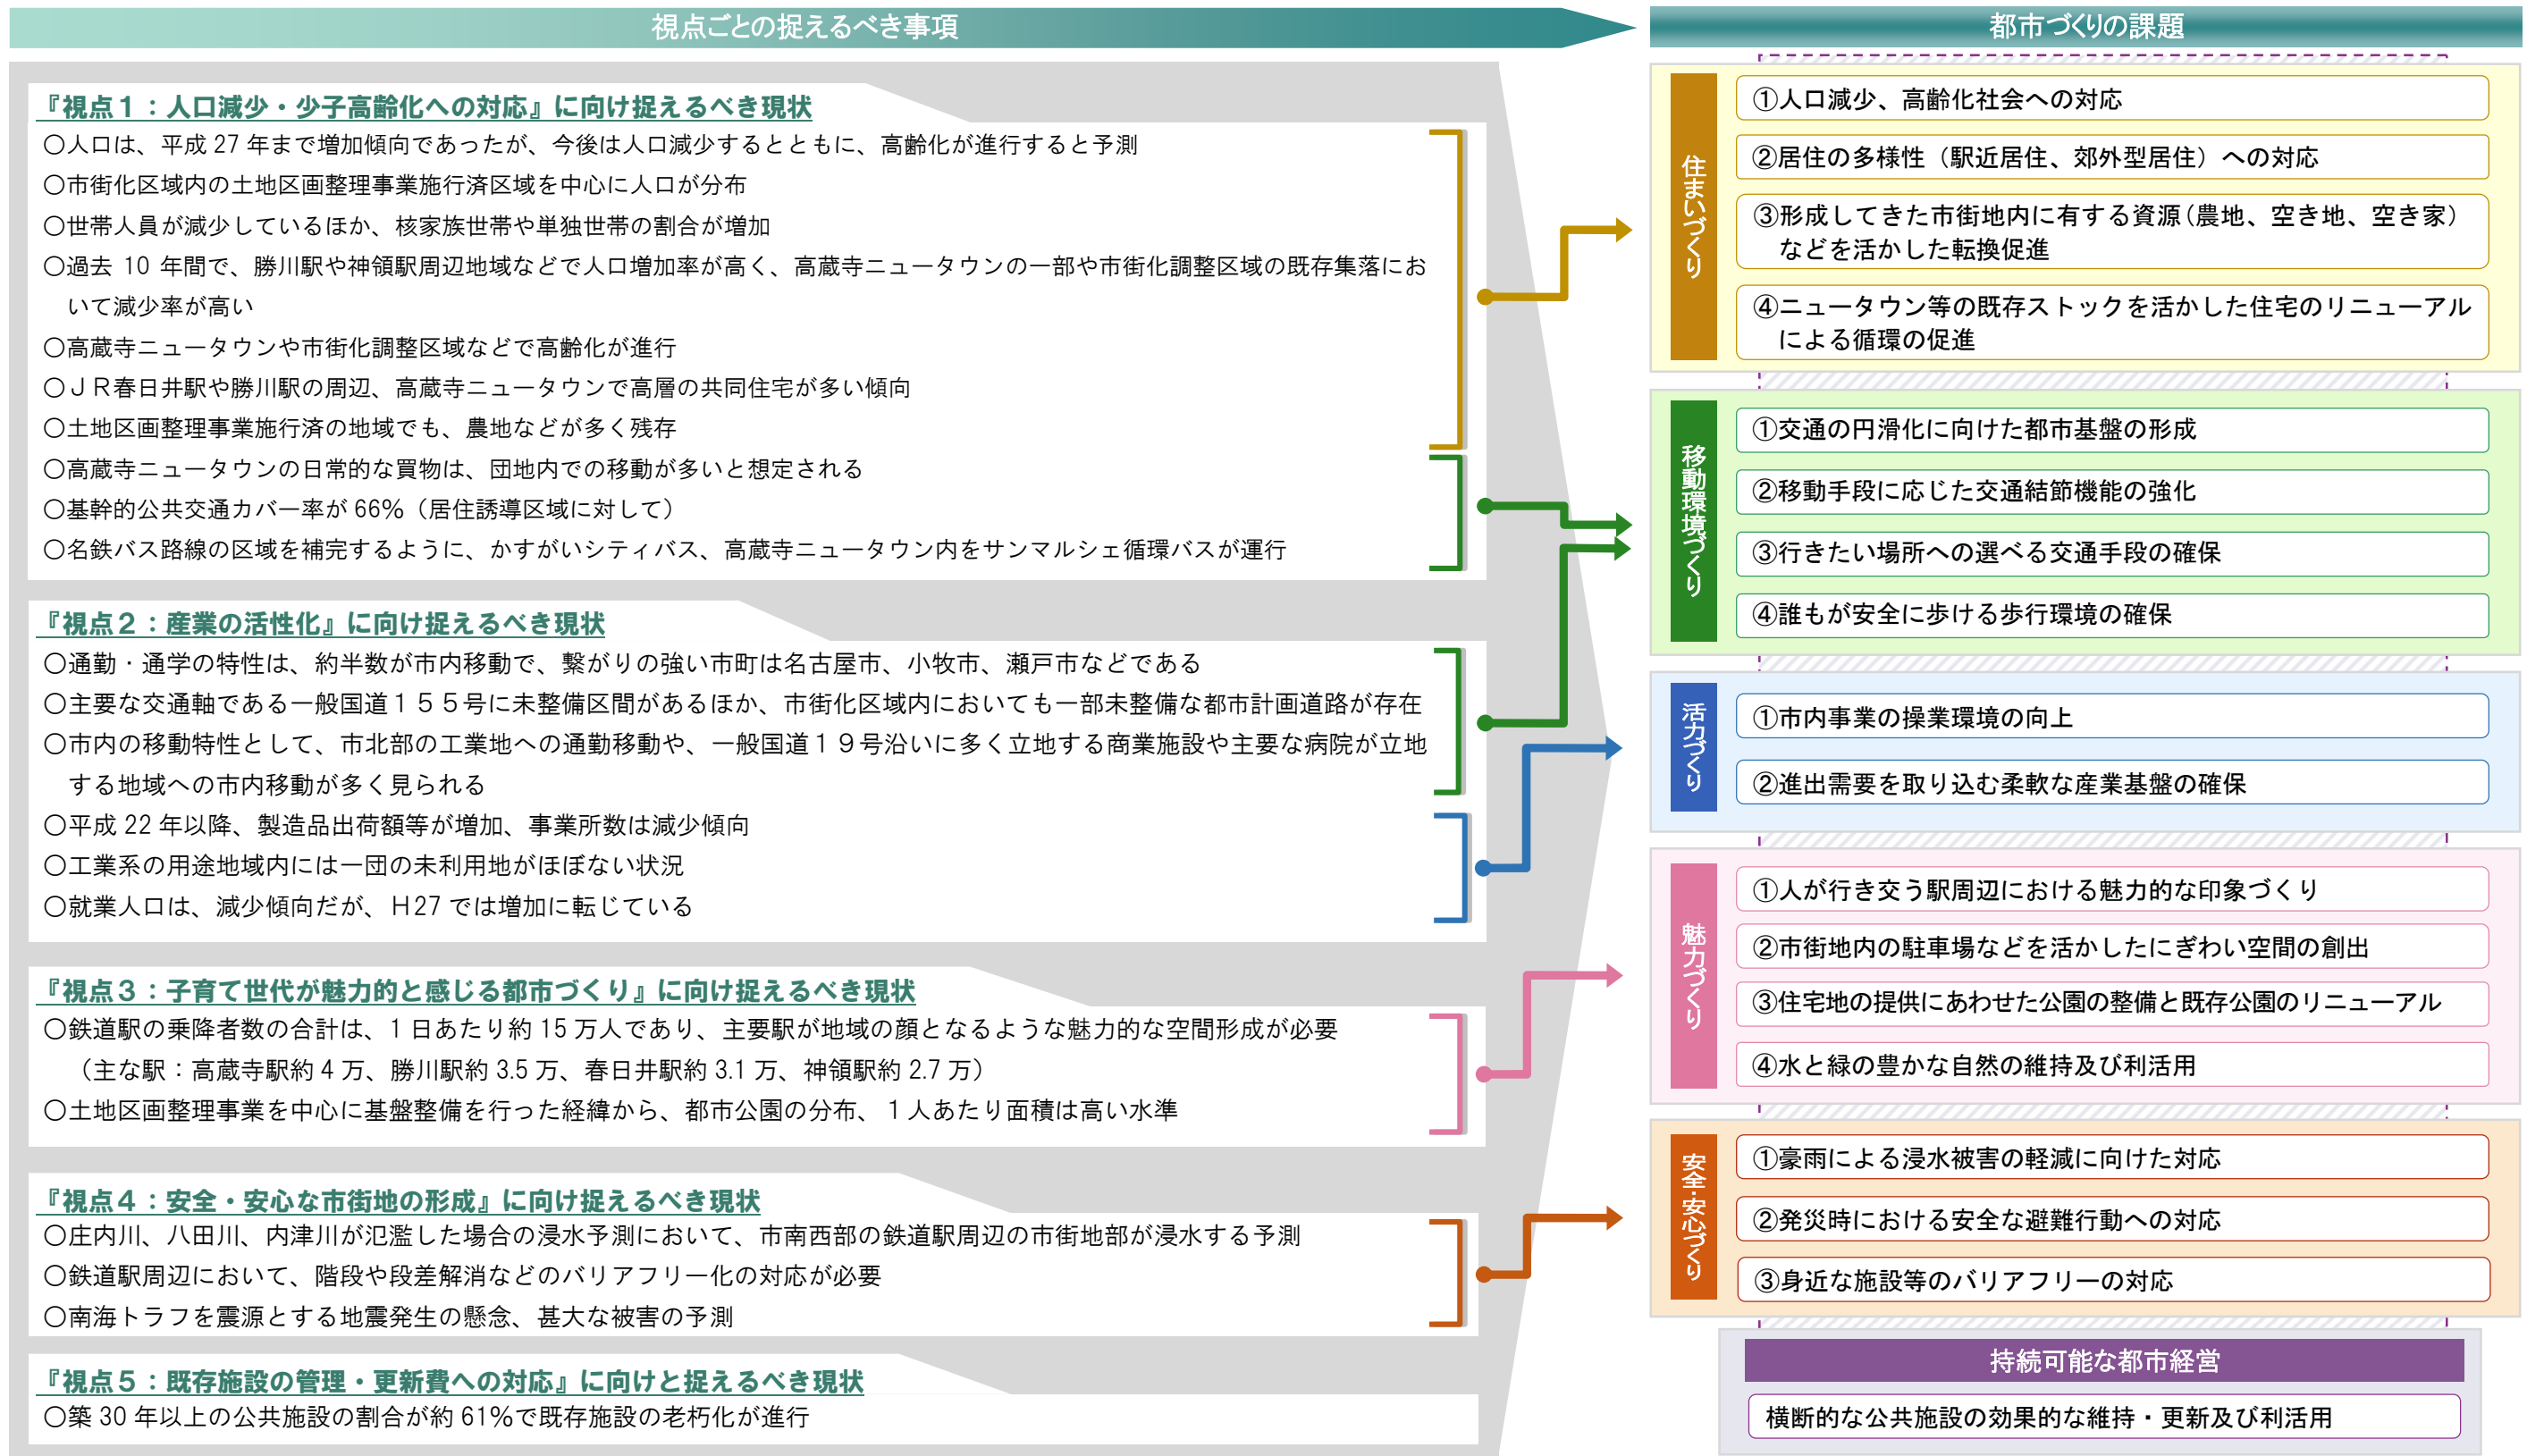 視点ごとの捉えるべき事項
『視点１：人口減少・少子高齢化への対応』に向け捉えるべき現状
〇人口は、平成 27 年まで増加傾向であったが、今後は人口減少するとともに、高齢化が進行すると予測
〇市街化区域内の土地区画整理事業施行済区域を中心に人口が分布
〇世帯人員が減少しているほか、核家族世帯や単独世帯の割合が増加
〇過去 10 年間で、勝川駅や神領駅周辺地域などで人口増加率が高く、高蔵寺ニュータウンの一部や市街化調整区域の既存集落にお
いて減少率が高い
〇高蔵寺ニュータウンや市街化調整区域などで高齢化が進行
〇ＪＲ春日井駅や勝川駅の周辺、高蔵寺ニュータウンで高層の共同住宅が多い傾向
〇土地区画整理事業施行済の地域でも、農地などが多く残存
〇高蔵寺ニュータウンの日常的な買物は、団地内での移動が多いと想定される
〇基幹的公共交通カバー率が 66%（居住誘導区域に対して）
〇名鉄バス路線の区域を補完するように、かすがいシティバス、高蔵寺ニュータウン内をサンマルシェ循環バスが運行
『視点２：産業の活性化』に向け捉えるべき現状
〇通勤・通学の特性は、約半数が市内移動で、繋がりの強い市町は名古屋市、小牧市、瀬戸市などである
〇主要な交通軸である一般国道１５５号に未整備区間があるほか、市街化区域内においても一部未整備な都市計画道路が存在
〇市内の移動特性として、市北部の工業地への通勤移動や、一般国道１９号沿いに多く立地する商業施設や主要な病院が立地
する地域への市内移動が多く見られる
〇平成 22 年以降、製造品出荷額等が増加、事業所数は減少傾向
〇工業系の用途地域内には一団の未利用地がほぼない状況
〇就業人口は、減少傾向だが、Ｈ27 では増加に転じている
『視点３：子育て世代が魅力的と感じる都市づくり』に向け捉えるべき現状
〇鉄道駅の乗降者数の合計は、１日あたり約 15 万人であり、主要駅が地域の顔となるような魅力的な空間形成が必要
（主な駅：高蔵寺駅約 4 万、勝川駅約 3.5 万、春日井駅約 3.1 万、神領駅約 2.7 万）
〇土地区画整理事業を中心に基盤整備を行った経緯から、都市公園の分布、１人あたり面積は高い水準
『視点４：安全・安心な市街地の形成』に向け捉えるべき現状
〇庄内川、八田川、内津川が氾濫した場合の浸水予測において、市南西部の鉄道駅周辺の市街地部が浸水する予測
〇鉄道駅周辺において、階段や段差解消などのバリアフリー化の対応が必要
〇南海トラフを震源とする地震発生の懸念、甚大な被害の予測
『視点５：既存施設の管理・更新費への対応』に向けと捉えるべき現状
〇築 30 年以上の公共施設の割合が約 61%で既存施設の老朽化が進行
都市づくりの課題
住まいづくり
①人口減少、高齢化社会への対応
②居住の多様性（駅近居住、郊外型居住）への対応
③形成してきた市街地内に有する資源（農地、空き地、空き家）
などを活かした転換促進
④ニュータウン等の既存ストックを活かした住宅のリニューアル
による循環の促進
移動環境づくり
①交通の円滑化に向けた都市基盤の形成
②移動手段に応じた交通結節機能の強化
③行きたい場所への選べる交通手段の確保
④誰もが安全に歩ける歩行環境の確保
活力づくり
①市内事業の操業環境の向上
②進出需要を取り込む柔軟な産業基盤の確保
魅力づくり
①人が行き交う駅周辺における魅力的な印象づくり
②市街地内の駐車場などを活かしたにぎわい空間の創出
③住宅地の提供にあわせた公園の整備と既存公園のリニューアル
④水と緑の豊かな自然の維持及び利活用
安全・安心づくり
①豪雨による浸水被害の軽減に向けた対応
②発災時における安全な避難行動への対応
③身近な施設等のバリアフリーの対応
持続可能な都市経営
横断的な公共施設の効果的な維持・更新及び利活用